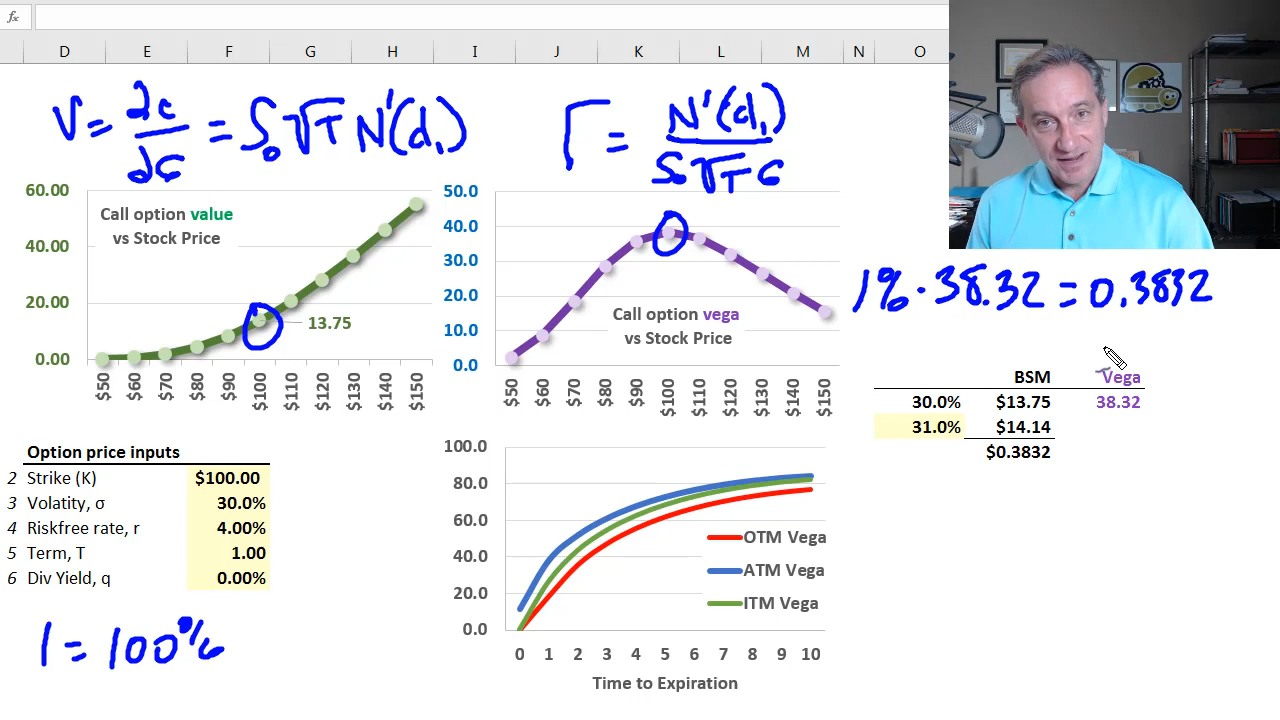 fx
D E F G H I J K L M N O
V = ∂c/∂σ = S₀ √T N'(d₁)
Γ = N'(d₁) / S₀ √T σ
60.00
40.00
20.00
0.00
Call option value
vs Stock Price
13.75
$50 $60 $70 $80 $90 $100 $110 $120 $130 $140 $150
50.0
40.0
30.0
20.0
10.0
0.0
Call option vega
vs Stock Price
$50 $60 $70 $80 $90 $100 $110 $120 $130 $140 $150
1% · 38.32 = 0.3832
BSM Vega
30.0% $13.75 38.32
31.0% $14.14
$0.3832
Option price inputs
2 Strike (K) $100.00
3 Volatity, σ 30.0%
4 Riskfree rate, r 4.00%
5 Term, T 1.00
6 Div Yield, q 0.00%
1 = 100%
100.0
80.0
60.0
40.0
20.0
0.0
OTM Vega
ATM Vega
ITM Vega
0 1 2 3 4 5 6 7 8 9 10
Time to Expiration